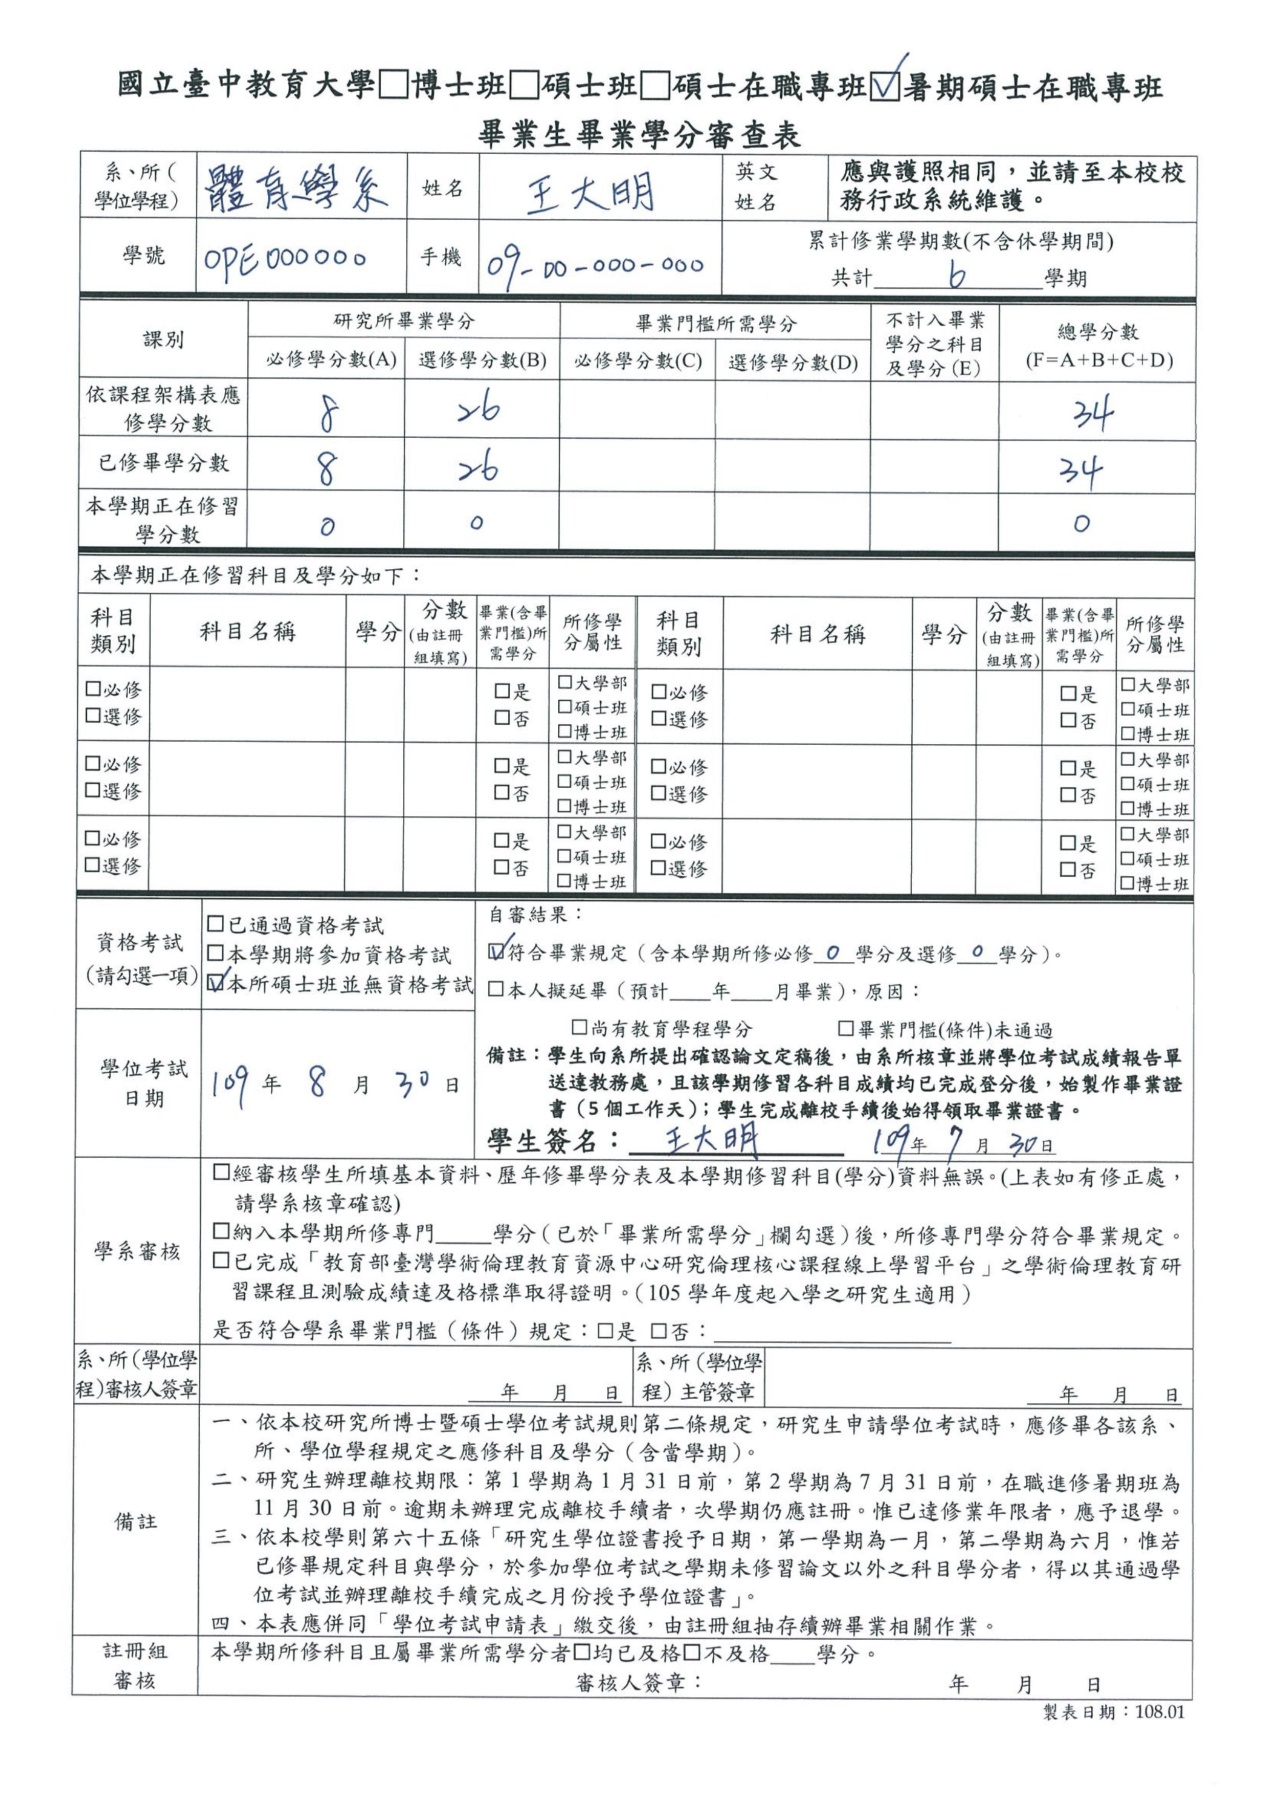 國立臺中教育大學□博士班□碩士班□碩士在職專班☑暑期碩士在職專班
畢業生畢業學分審查表
系、所(學位學程) 體育學系 姓名 王大明 英文姓名 應與護照相同，並請至本校校務行政系統維護。
學號 OPE000000 手機 09-00-000-000 累計修業學期數(不含休學期間)
共計 6 學期
課別 研究所畢業學分 畢業門檻所需學分 不計入畢業學分之科目及學分(E) 總學分數(F=A+B+C+D)
必修學分數(A) 選修學分數(B) 必修學分數(C) 選修學分數(D)
依課程架構表應修學分數 8 26 34
已修畢學分數 8 26 34
本學期正在修習學分數 0 0 0
本學期正在修習科目及學分如下：
科目類別 科目名稱 學分 分數(由註冊組填寫) 畢業(含畢業門檻)所需學分 所修學分屬性 科目類別 科目名稱 學分 分數(由註冊組填寫) 畢業(含畢業門檻)所需學分 所修學分屬性
□必修 □選修 □是 □否 □大學部 □碩士班 □博士班 □必修 □選修 □是 □否 □大學部 □碩士班 □博士班
□必修 □選修 □是 □否 □大學部 □碩士班 □博士班 □必修 □選修 □是 □否 □大學部 □碩士班 □博士班
□必修 □選修 □是 □否 □大學部 □碩士班 □博士班 □必修 □選修 □是 □否 □大學部 □碩士班 □博士班
資格考試(請勾選一項)
□已通過資格考試
□本學期將參加資格考試
☑本所碩士班並無資格考試
學位考試日期 109 年 8 月 30 日
自審結果：
☑符合畢業規定（含本學期所修必修 0 學分及選修 0 學分）。
□本人擬延畢（預計____年____月畢業），原因：
□尚有教育學程學分 □畢業門檻(條件)未通過
備註：學生向系所提出確認論文定稿後，由系所核章並將學位考試成績報告單
送達教務處，且該學期修習各科目成績均已完成登分後，始製作畢業證
書（5個工作天）；學生完成離校手續後始得領取畢業證書。
學生簽名： 王大明 109年 7 月 30日
學系審核
□經審核學生所填基本資料、歷年修畢學分表及本學期修習科目(學分)資料無誤。(上表如有修正處，
請學系核章確認)
□納入本學期所修專門_____學分（已於「畢業所需學分」欄勾選）後，所修專門學分符合畢業規定。
□已完成「教育部臺灣學術倫理教育資源中心研究倫理核心課程線上學習平台」之學術倫理教育研
習課程且測驗成績達及格標準取得證明。（105 學年度起入學之研究生適用）
是否符合學系畢業門檻（條件）規定：□是 □否：____________________
系、所（學位學程)審核人簽章 年 月 日 系、所（學位學程）主管簽章 年 月 日
備註
一、依本校研究所博士暨碩士學位考試規則第二條規定，研究生申請學位考試時，應修畢各該系、
所、學位學程規定之應修科目及學分（含當學期）。
二、研究生辦理離校期限：第1學期為1月31日前，第2學期為7月31日前，在職進修暑期班為
11月30日前。逾期未辦理完成離校手續者，次學期仍應註冊。惟已達修業年限者，應予退學。
三、依本校學則第六十五條「研究生學位證書授予日期，第一學期為一月，第二學期為六月，惟若
已修畢規定科目與學分，於參加學位考試之學期未修習論文以外之科目學分者，得以其通過學
位考試並辦理離校手續完成之月份授予學位證書」。
四、本表應併同「學位考試申請表」繳交後，由註冊組抽存續辦畢業相關作業。
註冊組審核 本學期所修科目且屬畢業所需學分者□均已及格□不及格____學分。
審核人簽章： 年 月 日
製表日期：108.01